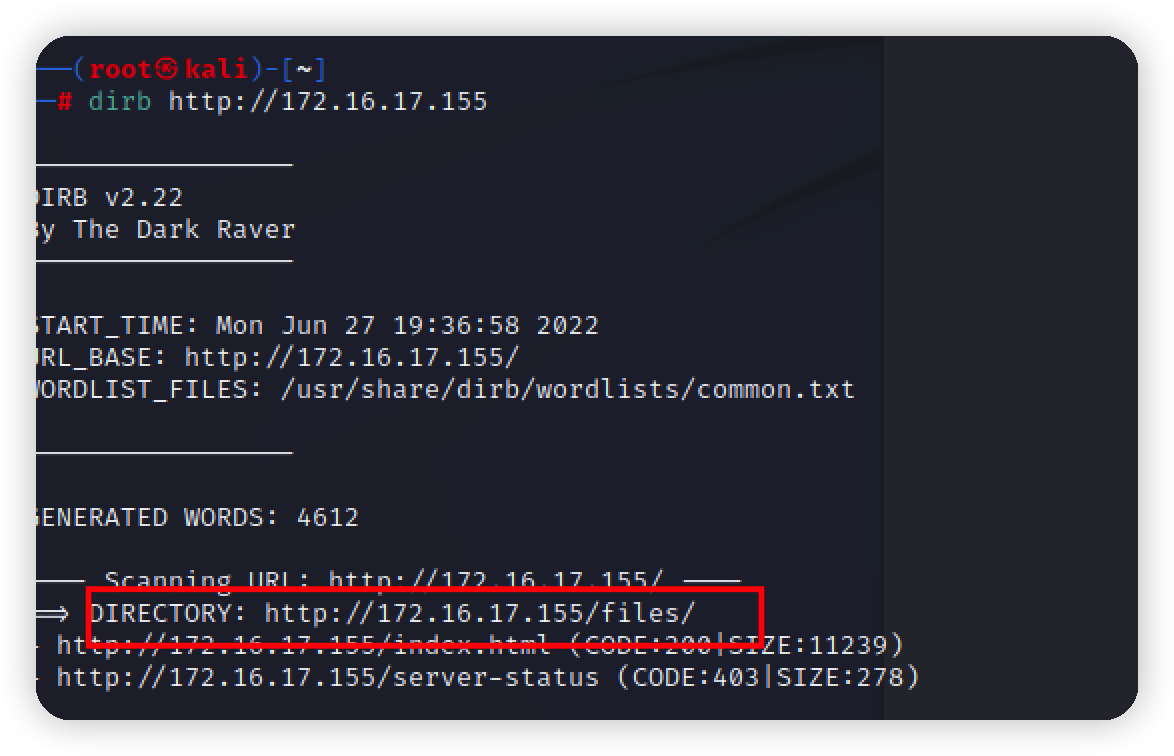 (root㉿kali)-[~]
# dirb http://172.16.17.155
DIRB v2.22
By The Dark Raver
START_TIME: Mon Jun 27 19:36:58 2022
URL_BASE: http://172.16.17.155/
WORDLIST_FILES: /usr/share/dirb/wordlists/common.txt
GENERATED WORDS: 4612
Scanning URL: http://172.16.17.155/
⟹ DIRECTORY: http://172.16.17.155/files/
http://172.16.17.155/index.html (CODE:200|SIZE:11239)
http://172.16.17.155/server-status (CODE:403|SIZE:278)